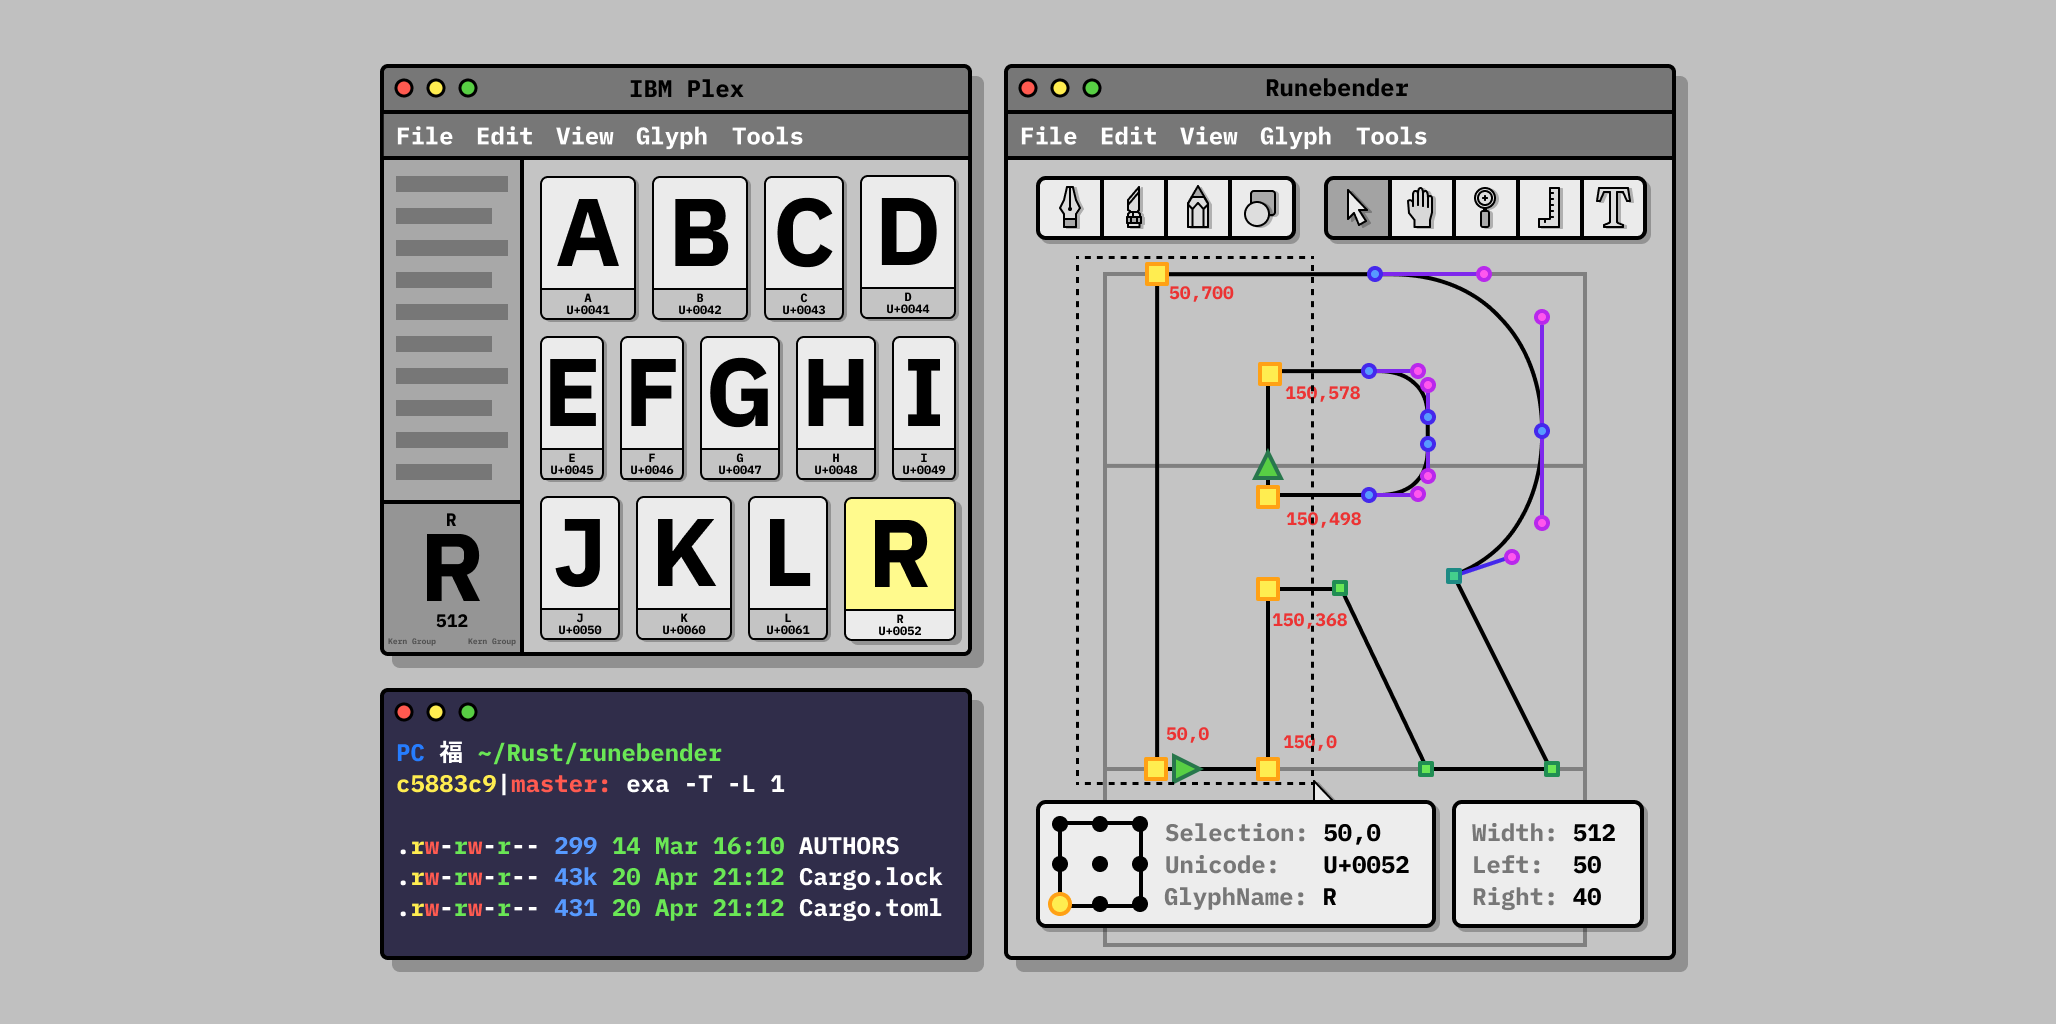 IBM Plex
File Edit View Glyph Tools
A
A
U+0041
B
B
U+0042
C
C
U+0043
D
D
U+0044
E
E
U+0045
F
F
U+0046
G
G
U+0047
H
H
U+0048
I
I
U+0049
J
J
U+0050
K
K
U+0060
L
L
U+0061
R
R
U+0052
R
R
512
Kern Group Kern Group
PC 福 ~/Rust/runebender
c5883c9|master: exa -T -L 1
.rw-rw-r-- 299 14 Mar 16:10 AUTHORS
.rw-rw-r-- 43k 20 Apr 21:12 Cargo.lock
.rw-rw-r-- 431 20 Apr 21:12 Cargo.toml
Runebender
File Edit View Glyph Tools
T
50,700
150,578
150,498
150,368
50,0
150,0
Selection: 50,0
Unicode: U+0052
GlyphName: R
Width: 512
Left: 50
Right: 40